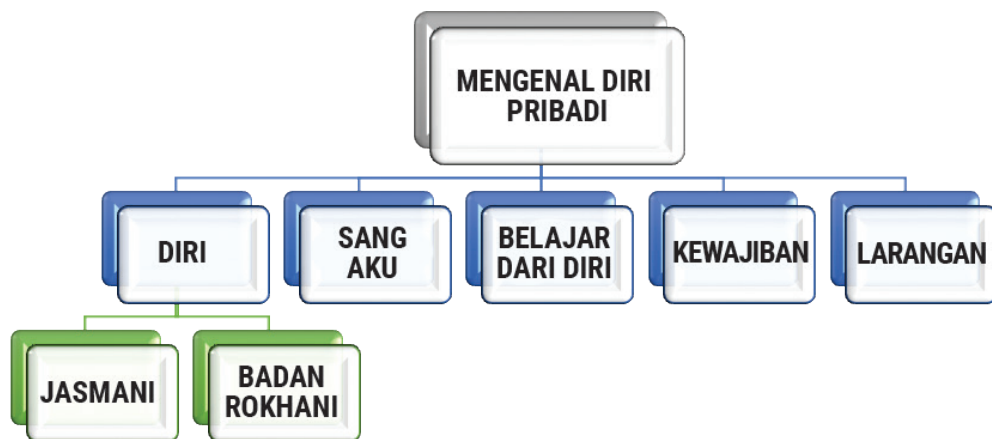 MENGENAL DIRI
PRIBADI
DIRI
SANG
AKU
BELAJAR
DARI DIRI
KEWAJIBAN
LARANGAN
JASMANI
BADAN
ROKHANI